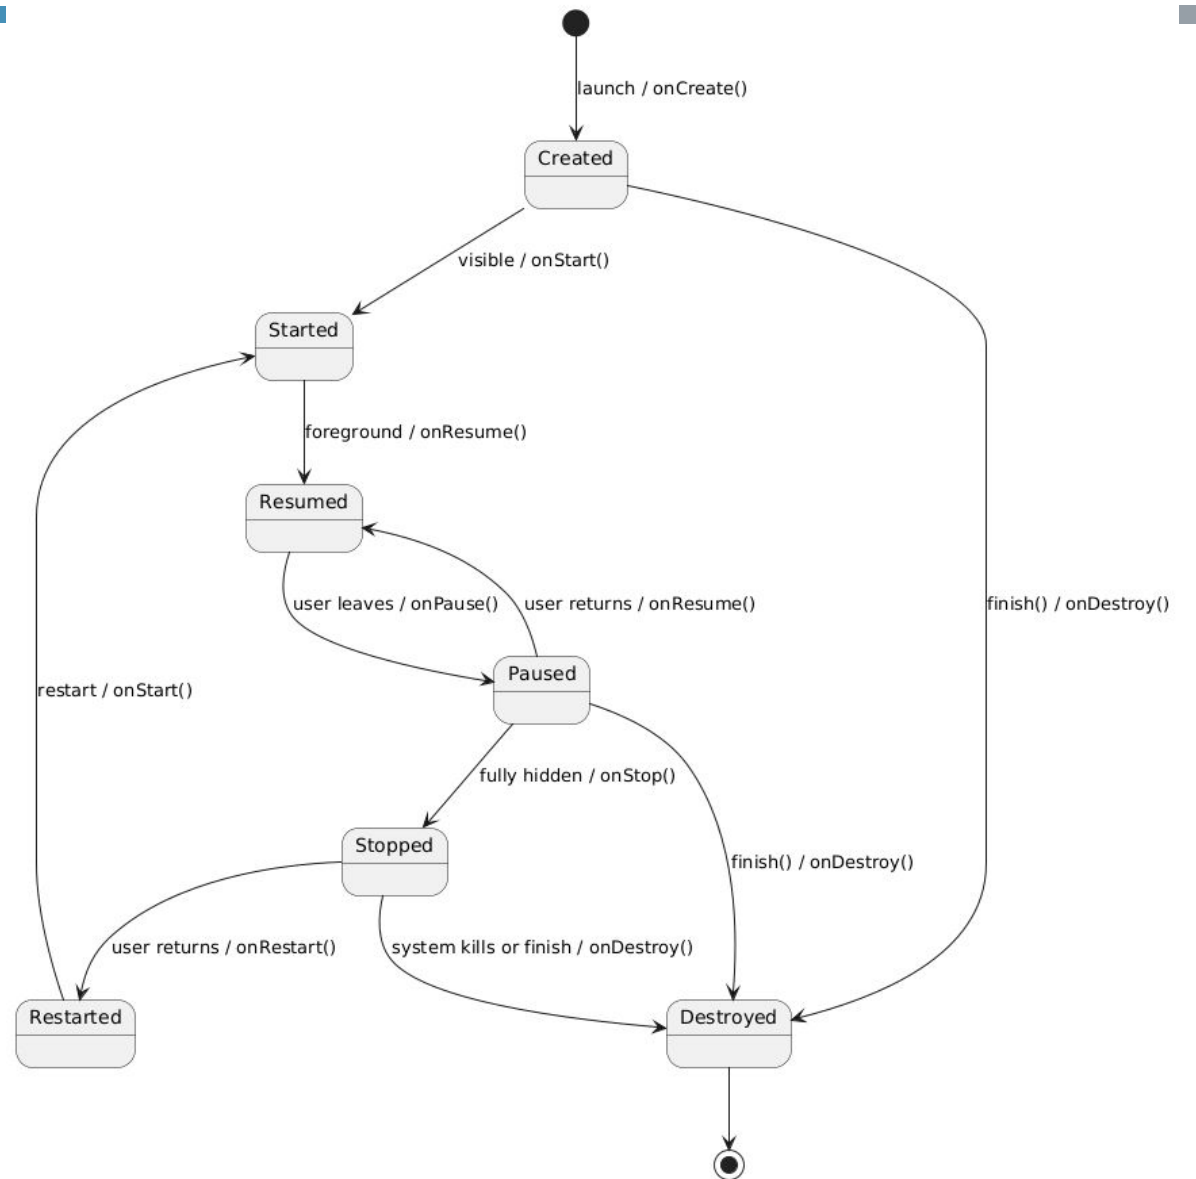 launch / onCreate()
Created
visible / onStart()
Started
foreground / onResume()
Resumed
user leaves / onPause()
user returns / onResume()
finish() / onDestroy()
Paused
restart / onStart()
fully hidden / onStop()
Stopped
finish() / onDestroy()
user returns / onRestart()
system kills or finish / onDestroy()
Restarted
Destroyed